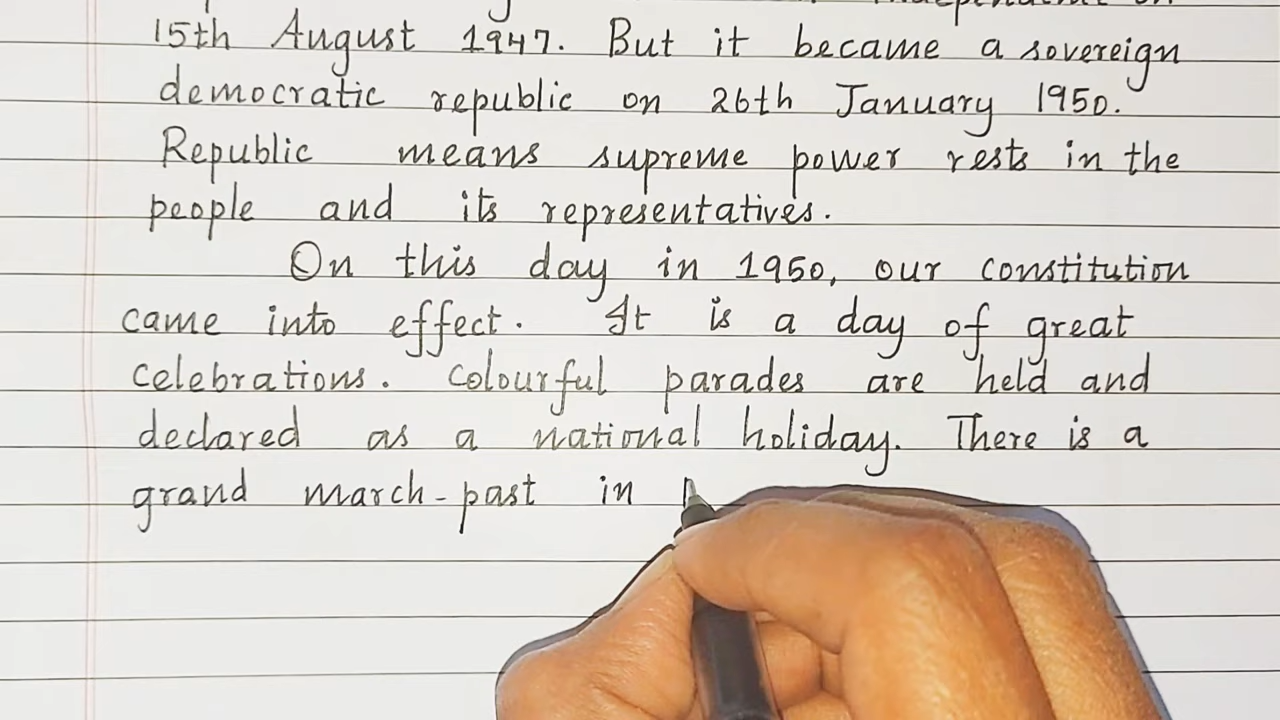 15th August 1947. But it became a sovereign
democratic republic on 26th January 1950.
Republic means supreme power rests in the
people and its representatives.
On this day in 1950, our constitution
came into effect. It is a day of great
celebrations. Colourful parades are held and
declared as a national holiday. There is a
grand march-past in